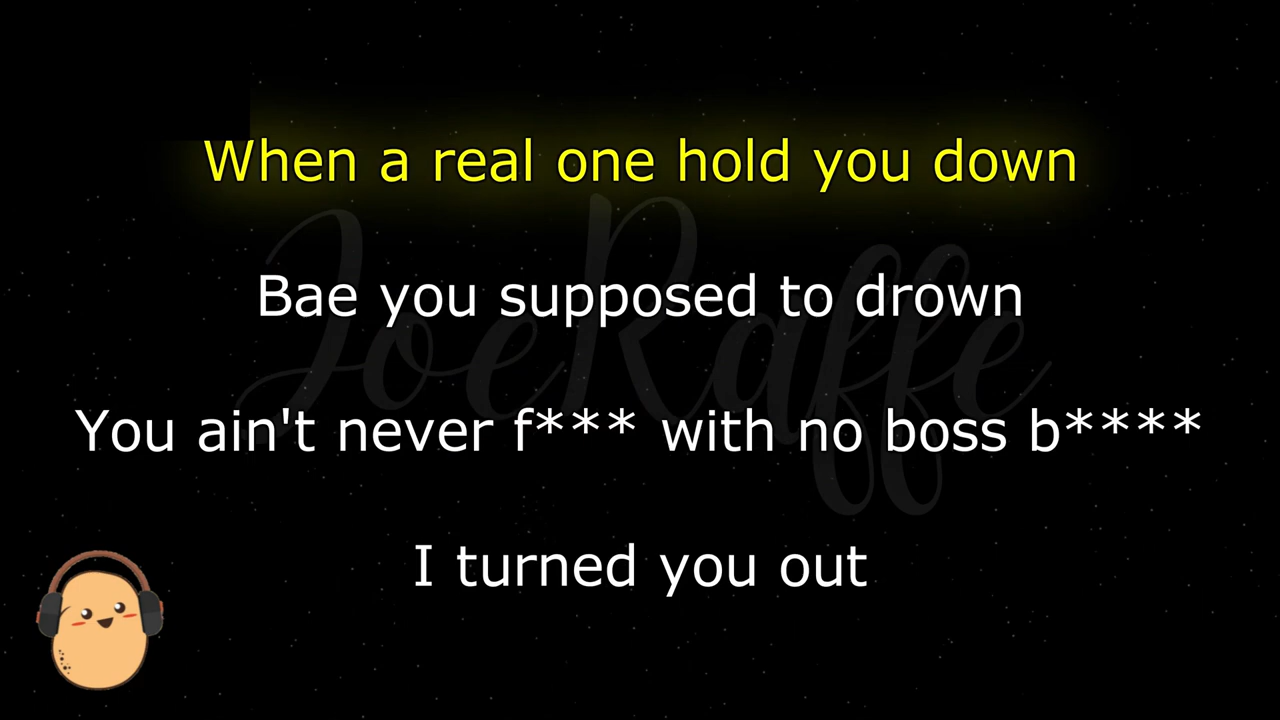 When a real one hold you down
Bae you supposed to drown
JoeRaffe
You ain't never f*** with no boss b****
I turned you out